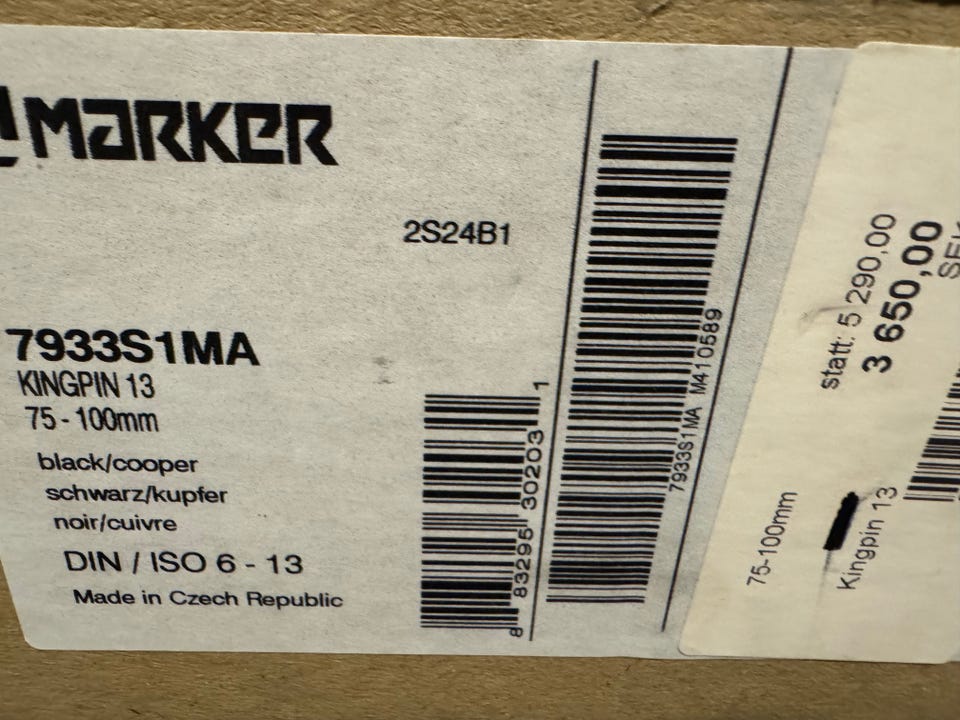 MARKER
2S24B1
7933S1MA
KINGPIN 13
75 - 100mm
black/cooper
schwarz/kupfer
noir/cuivre
DIN / ISO 6 - 13
Made in Czech Republic
8 83295 30203 1
7933S1MA M410589
75-100mm
Kingpin 13
statt: 5 290,00
3 650,00